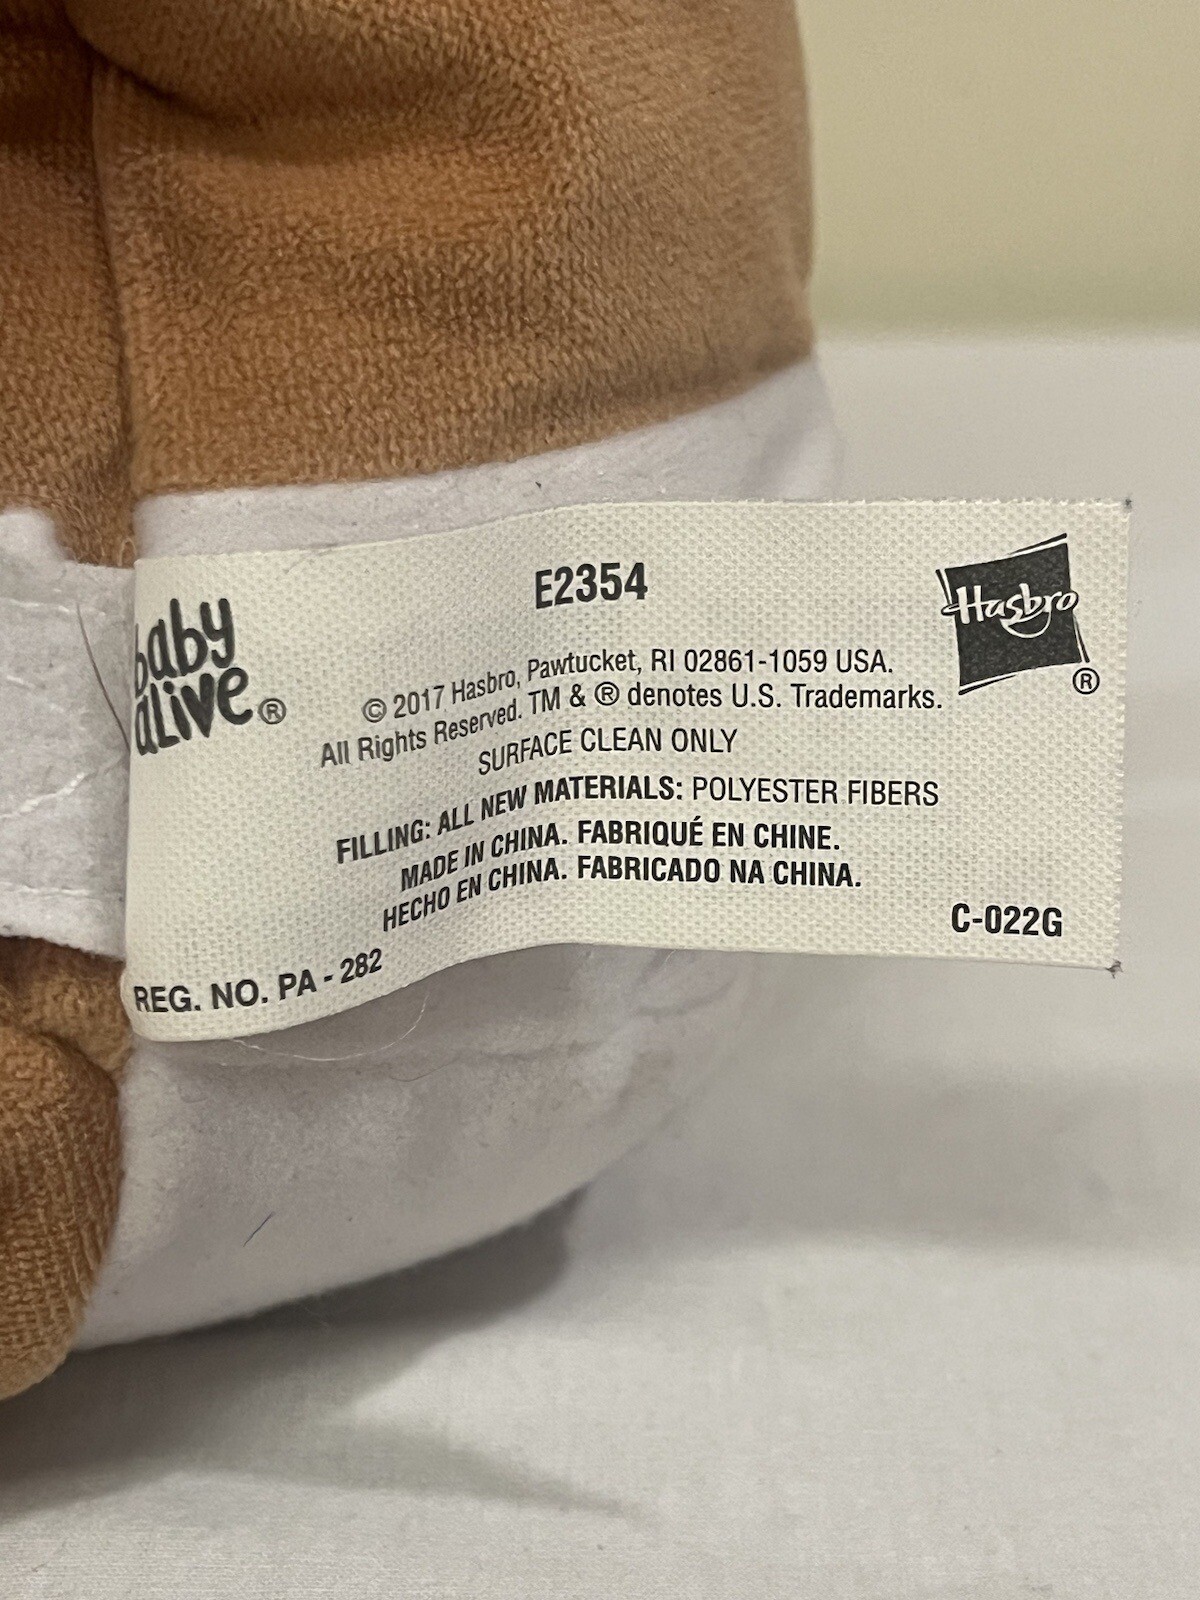 baby
alive®
E2354
Hasbro
®
© 2017 Hasbro, Pawtucket, RI 02861-1059 USA.
All Rights Reserved. TM & ® denotes U.S. Trademarks.
SURFACE CLEAN ONLY
FILLING: ALL NEW MATERIALS: POLYESTER FIBERS
MADE IN CHINA. FABRIQUÉ EN CHINE.
HECHO EN CHINA. FABRICADO NA CHINA.
C-022G
REG. NO. PA - 282